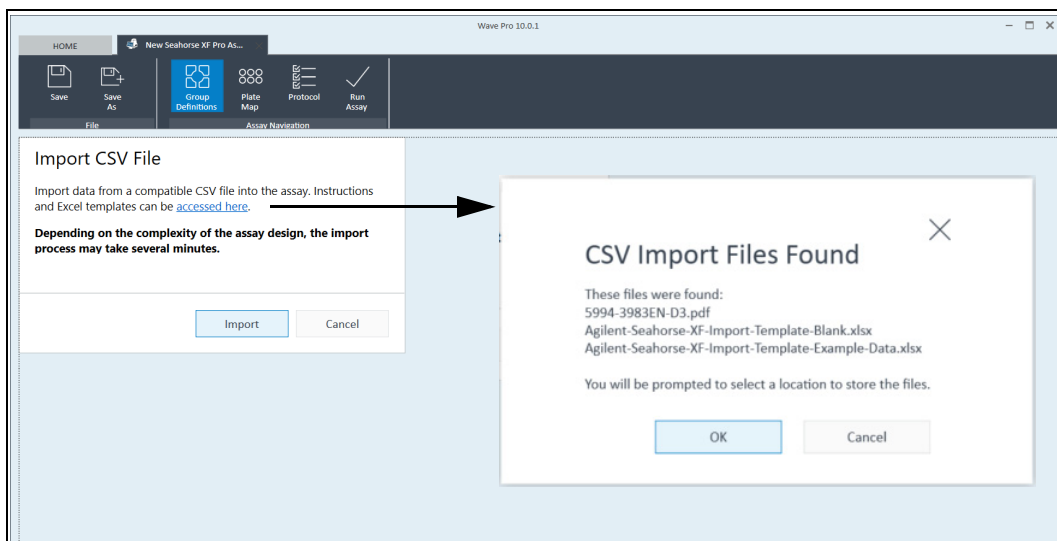 Wave Pro 10.0.1
HOME
New Seahorse XF Pro As...
Save
Save As
Group Definitions
Plate Map
Protocol
Run Assay
File
Assay Navigation
Import CSV File
Import data from a compatible CSV file into the assay. Instructions
and Excel templates can be accessed here.
Depending on the complexity of the assay design, the import
process may take several minutes.
Import
Cancel
CSV Import Files Found
These files were found:
5994-3983EN-D3.pdf
Agilent-Seahorse-XF-Import-Template-Blank.xlsx
Agilent-Seahorse-XF-Import-Template-Example-Data.xlsx
You will be prompted to select a location to store the files.
OK
Cancel